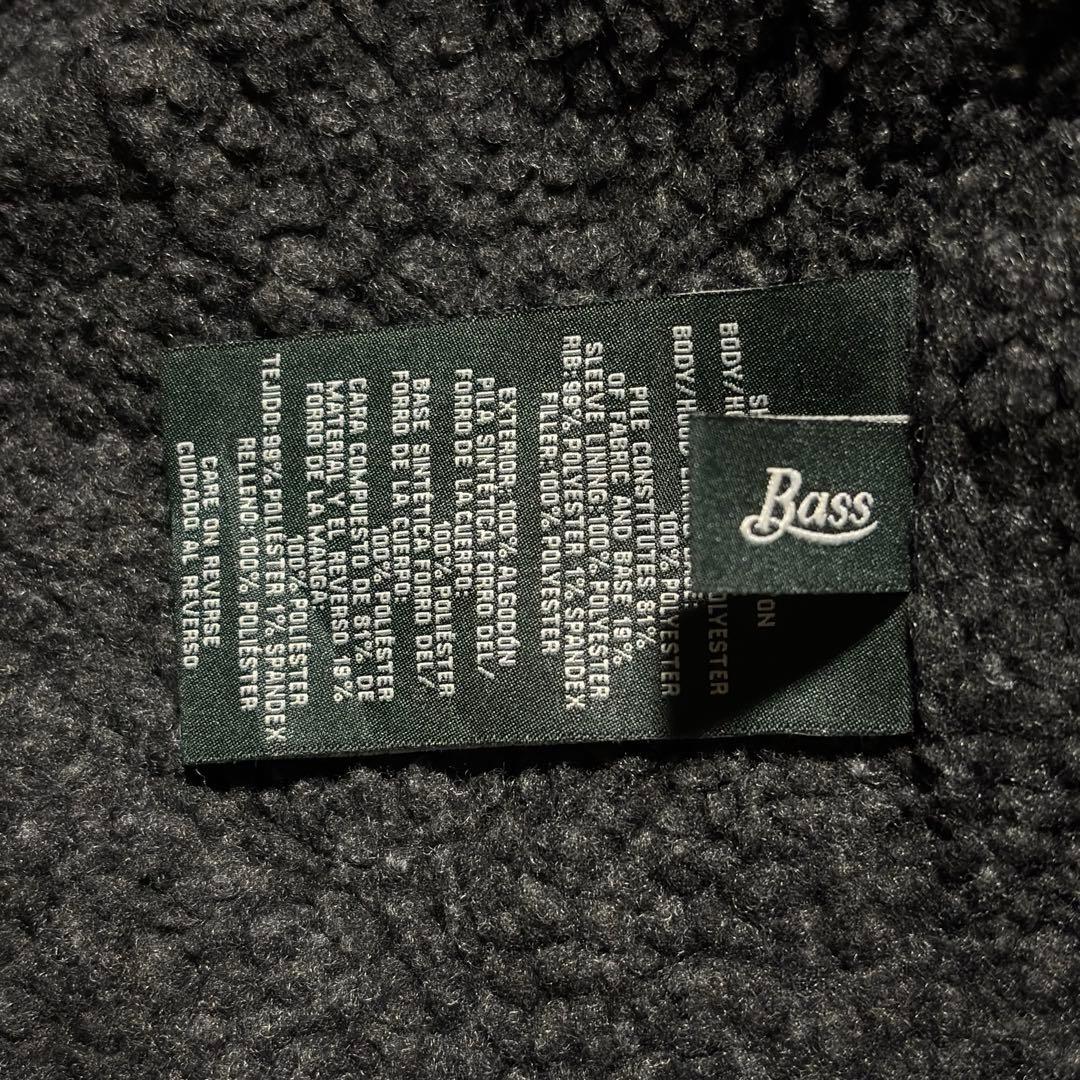 Bass
POLYESTER
100% POLYESTER
PILE CONSTITUTES 81%
OF FABRIC AND BASE 19%
SLEEVE LINING: 100% POLYESTER
RIB:99% POLYESTER 1% SPANDEX
FILLER:100% POLYESTER
EXTERIOR:100% ALGODÓN
PILA SINTÉTICA FORRO DEL/
FORRO DE LA CUERPO:
100% POLIÉSTER
BASE SINTÉTICA FORRO DEL/
FORRO DE LA CUERPO:
100% POLIÉSTER
CARA COMPUESTO DE 81% DE
MATERIAL Y EL REVERSO 19%
FORRO DE LA MANGA:
100% POLIÉSTER
TEJIDO:99% POLIÉSTER 1% SPANDEX
RELLENO: 100% POLIÉSTER
CARE ON REVERSE
CUIDADO AL REVERSO